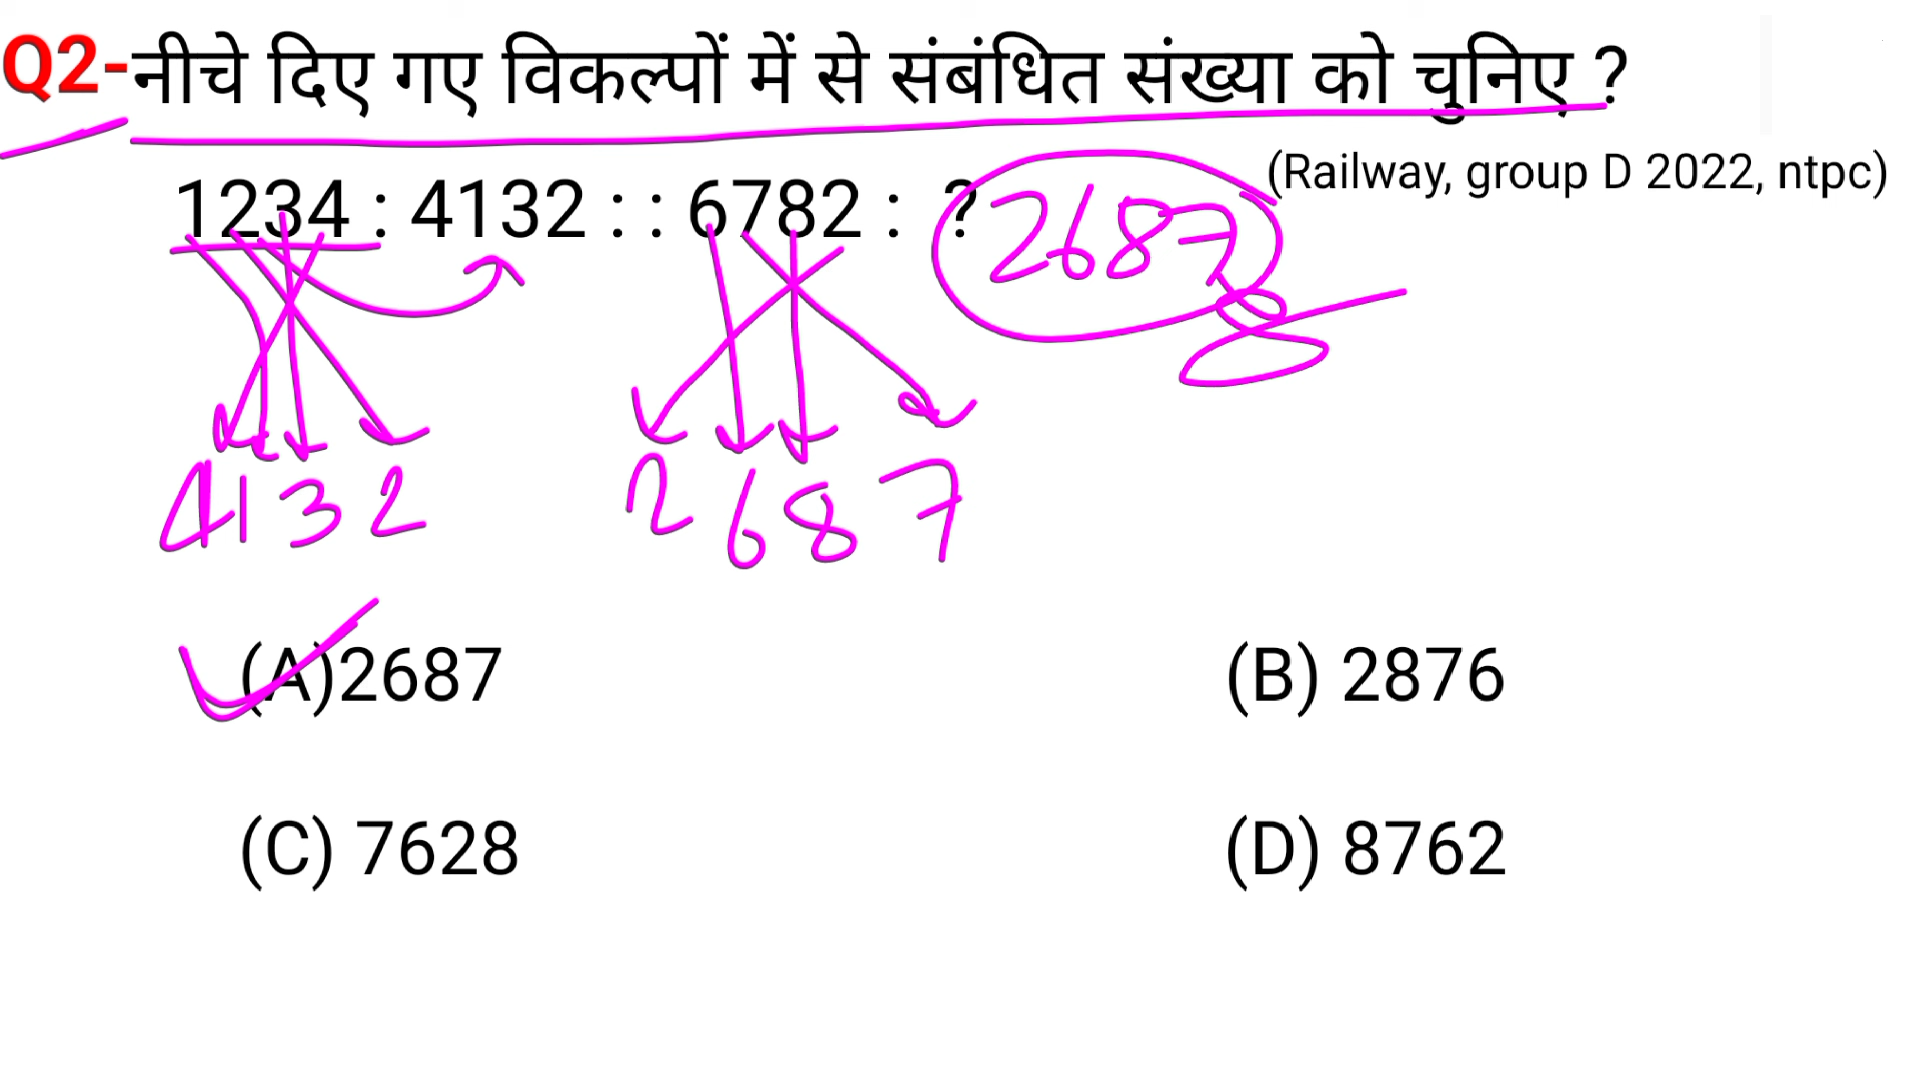 Q2-नीचे दिए गए विकल्पों में से संबंधित संख्या को चुनिए ?
(Railway, group D 2022, ntpc)
1234 : 4132 : : 6782 : ? 2687
4132 2687
(A)2687 (B) 2876
(C) 7628 (D) 8762